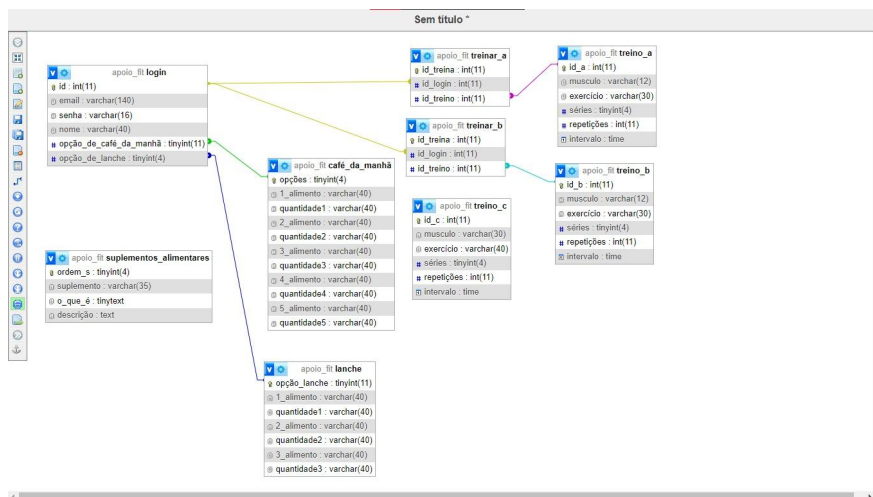 Sem titulo *
apoio_fit login
id : int(11)
email : varchar(140)
senha : varchar(16)
nome : varchar(40)
opção_de_café_da_manhã : tinyint(11)
opção_de_lanche : tinyint(4)
apoio_fit suplementos_alimentares
ordem_s : tinyint(4)
suplemento : varchar(35)
o_que_é : tinytext
descrição : text
apoio_fit café_da_manhã
opções : tinyint(4)
1_alimento : varchar(40)
quantidade1 : varchar(40)
2_alimento : varchar(40)
quantidade2 : varchar(40)
3_alimento : varchar(40)
quantidade3 : varchar(40)
4_alimento : varchar(40)
quantidade4 : varchar(40)
5_alimento : varchar(40)
quantidade5 : varchar(40)
apoio_fit lanche
opção_lanche : tinyint(11)
1_alimento : varchar(40)
quantidade1 : varchar(40)
2_alimento : varchar(40)
quantidade2 : varchar(40)
3_alimento : varchar(40)
quantidade3 : varchar(40)
apoio_fit treinar_a
id_treina : int(11)
id_login : int(11)
id_treino : int(11)
apoio_fit treinar_b
id_treina : int(11)
id_login : int(11)
id_treino : int(11)
apoio_fit treino_c
id_c : int(11)
musculo : varchar(30)
exercício : varchar(40)
séries : tinyint(4)
repetições : int(11)
intervalo : time
apoio_fit treino_a
id_a : int(11)
musculo : varchar(12)
exercício : varchar(30)
séries : tinyint(4)
repetições : int(11)
intervalo : time
apoio_fit treino_b
id_b : int(11)
musculo : varchar(12)
exercício : varchar(30)
séries : tinyint(4)
repetições : int(11)
intervalo : time